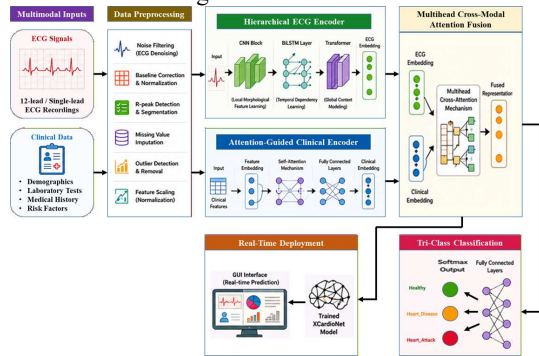 Multimodal Inputs
ECG Signals
12-lead / Single-lead
ECG Recordings
Clinical Data
• Demographics
• Laboratory Tests
• Medical History
• Risk Factors
Data Preprocessing
Noise Filtering
(ECG Denoising)
Baseline Correction
& Normalization
R-peak Detection
& Segmentation
Missing Value
Imputation
Outlier Detection
& Removal
Feature Scaling
(Normalization)
Hierarchical ECG Encoder
Input
CNN Block
BiLSTM Layer
Transformer
ECG
Embedding
(Local Morphological
Feature Learning)
(Temporal Dependency
Learning)
(Global Context
Modeling)
Attention-Guided Clinical Encoder
Input
Clinical
Features
Feature
Embedding
Self-Attention
Mechanism
Fully Connected
Layers
Clinical
Embedding
Multihead Cross-Modal
Attention Fusion
ECG
Embedding
Multihead
Cross-Attention
Mechanism
Fused
Representation
Clinical
Embedding
Real-Time Deployment
GUI Interface
(Real-time Prediction)
Trained
XCardioNet
Model
Tri-Class Classification
Softmax
Output
Fully Connected
Layers
Healthy
Heart_Disease
Heart_Attack